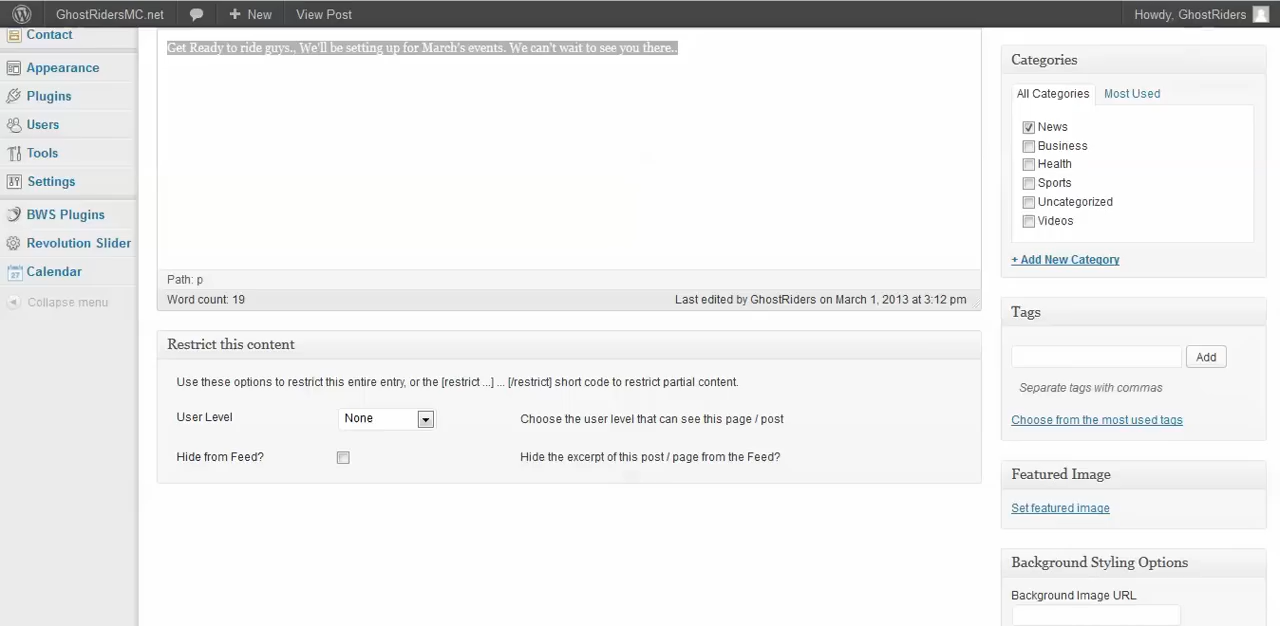 GhostRidersMC.net
New
View Post
Howdy, GhostRiders
Contact
Appearance
Plugins
Users
Tools
Settings
BWS Plugins
Revolution Slider
27 Calendar
Collapse menu
Get Ready to ride guys., We'll be setting up for March's events. We can't wait to see you there..
Path: p
Word count: 19
Last edited by GhostRiders on March 1, 2013 at 3:12 pm
Restrict this content
Use these options to restrict this entire entry, or the [restrict ...] ... [/restrict] short code to restrict partial content.
User Level
None
Choose the user level that can see this page / post
Hide from Feed?
Hide the excerpt of this post / page from the Feed?
Categories
All Categories
Most Used
News
Business
Health
Sports
Uncategorized
Videos
+ Add New Category
Tags
Add
Separate tags with commas
Choose from the most used tags
Featured Image
Set featured image
Background Styling Options
Background Image URL